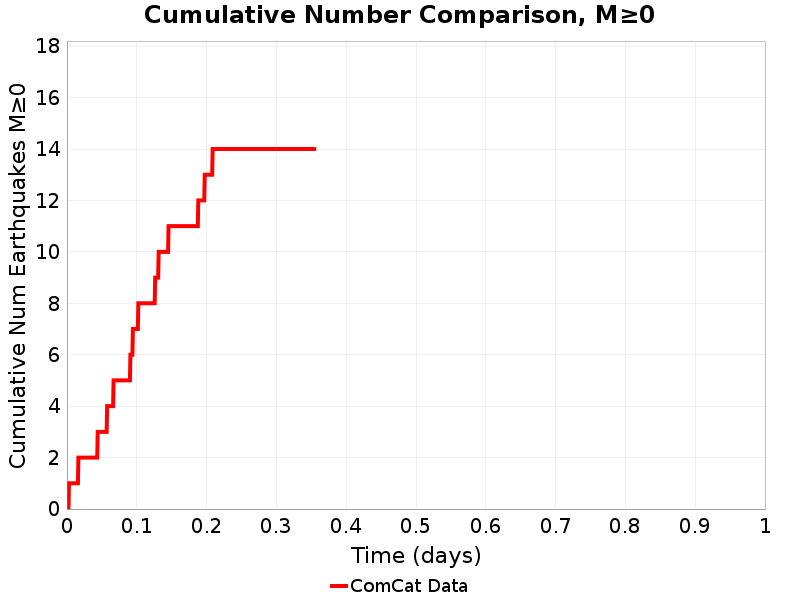 Cumulative Number Comparison, M≥0
Cumulative Num Earthquakes M≥0
18
16
14
12
10
8
6
4
2
0
0 0.1 0.2 0.3 0.4 0.5 0.6 0.7 0.8 0.9 1
Time (days)
ComCat Data